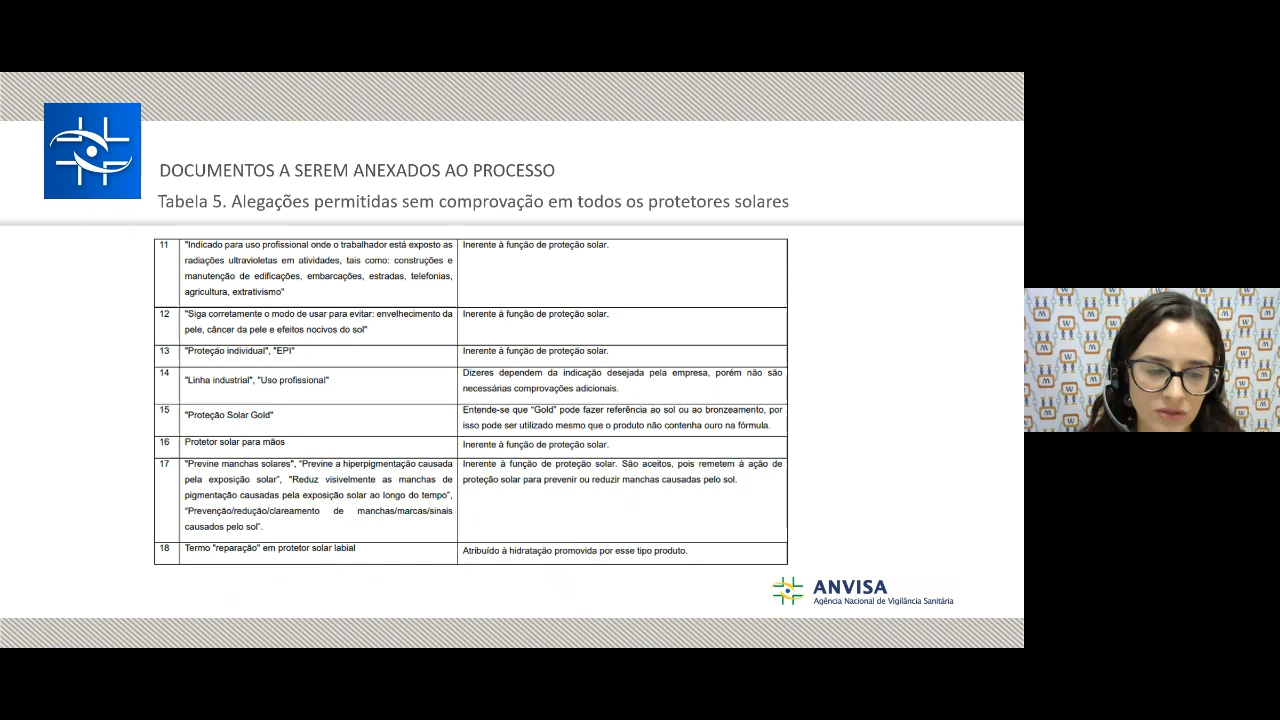 DOCUMENTOS A SEREM ANEXADOS AO PROCESSO
Tabela 5. Alegações permitidas sem comprovação em todos os protetores solares
11
"Indicado para uso profissional onde o trabalhador está exposto as
radiações ultravioletas em atividades, tais como: construções e
manutenção de edificações, embarcações, estradas, telefonias,
agricultura, extrativismo"
Inerente à função de proteção solar.
12
"Siga corretamente o modo de usar para evitar: envelhecimento da
pele, câncer da pele e efeitos nocivos do sol"
Inerente à função de proteção solar.
13
"Proteção individual", "EPI"
Inerente à função de proteção solar.
14
"Linha industrial", "Uso profissional"
Dizeres dependem da indicação desejada pela empresa, porém não são
necessárias comprovações adicionais.
15
"Proteção Solar Gold"
Entende-se que “Gold” pode fazer referência ao sol ou ao bronzeamento, por
isso pode ser utilizado mesmo que o produto não contenha ouro na fórmula.
16
Protetor solar para mãos
Inerente à função de proteção solar.
17
"Previne manchas solares", “Previne a hiperpigmentação causada
pela exposição solar”, "Reduz visivelmente as manchas de
pigmentação causadas pela exposição solar ao longo do tempo”,
“Prevenção/redução/clareamento de manchas/marcas/sinais
causados pelo sol”.
Inerente à função de proteção solar. São aceitos, pois remetem à ação de
proteção solar para prevenir ou reduzir manchas causadas pelo sol.
18
Termo "reparação" em protetor solar labial
Atribuído à hidratação promovida por esse tipo produto.
ANVISA
Agência Nacional de Vigilância Sanitária